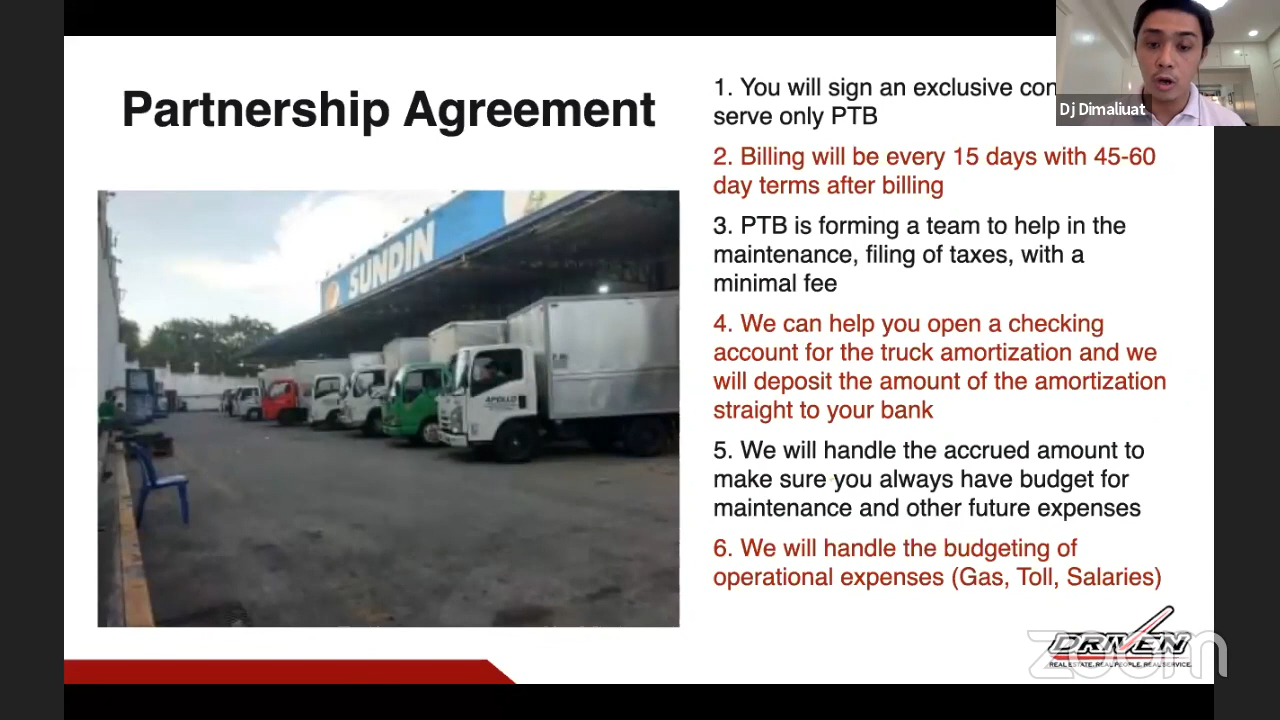 Partnership Agreement
1. You will sign an exclusive con
serve only PTB
2. Billing will be every 15 days with 45-60
day terms after billing
3. PTB is forming a team to help in the
maintenance, filing of taxes, with a
minimal fee
4. We can help you open a checking
account for the truck amortization and we
will deposit the amount of the amortization
straight to your bank
5. We will handle the accrued amount to
make sure you always have budget for
maintenance and other future expenses
6. We will handle the budgeting of
operational expenses (Gas, Toll, Salaries)
Dj Dimaliuat
SUNDIN
APOLLO
DRIVEN
REAL ESTATE. REAL PEOPLE. REAL SERVICE.
zoom